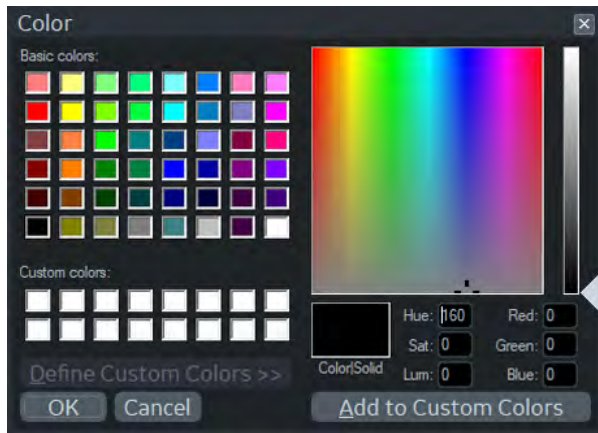 Color
Basic colors:
Custom colors:
Define Custom Colors >>
OK Cancel
Color|Solid
Hue: 160 Red: 0
Sat: 0 Green: 0
Lum: 0 Blue: 0
Add to Custom Colors